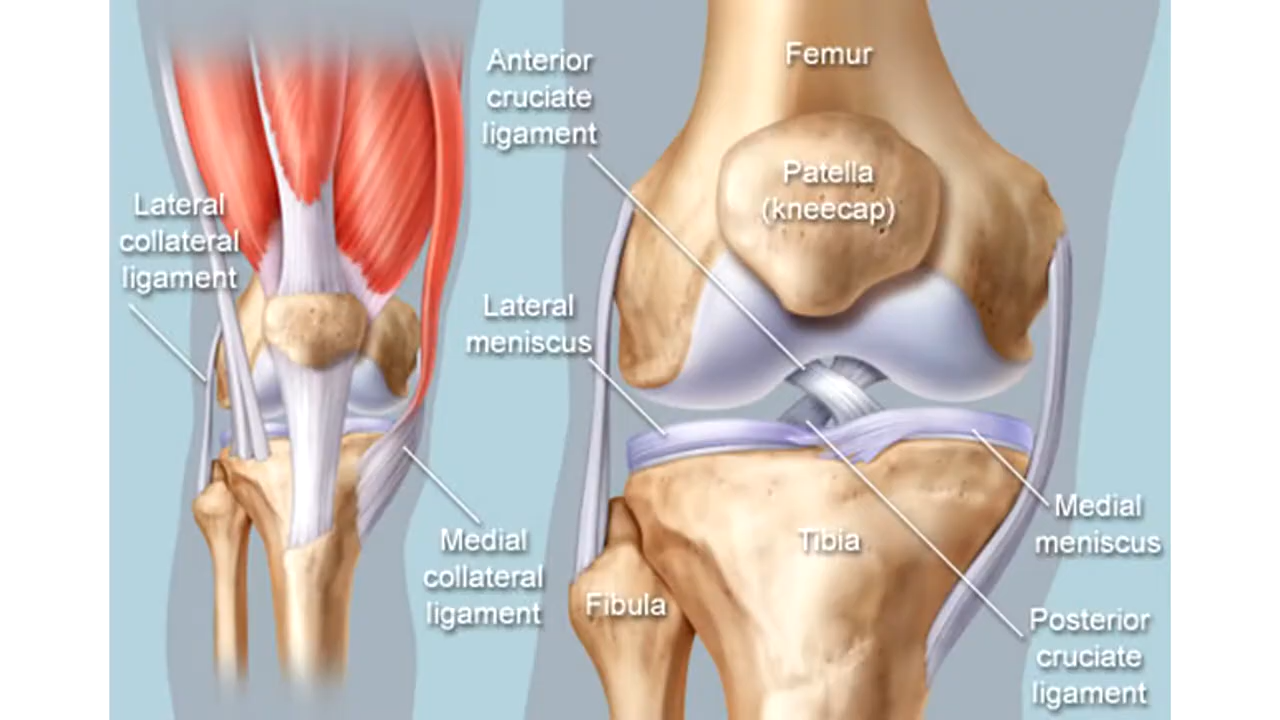 Lateral
collateral
ligament
Medial
collateral
ligament
Anterior
cruciate
ligament
Femur
Patella
(kneecap)
Lateral
meniscus
Tibia
Fibula
Medial
meniscus
Posterior
cruciate
ligament